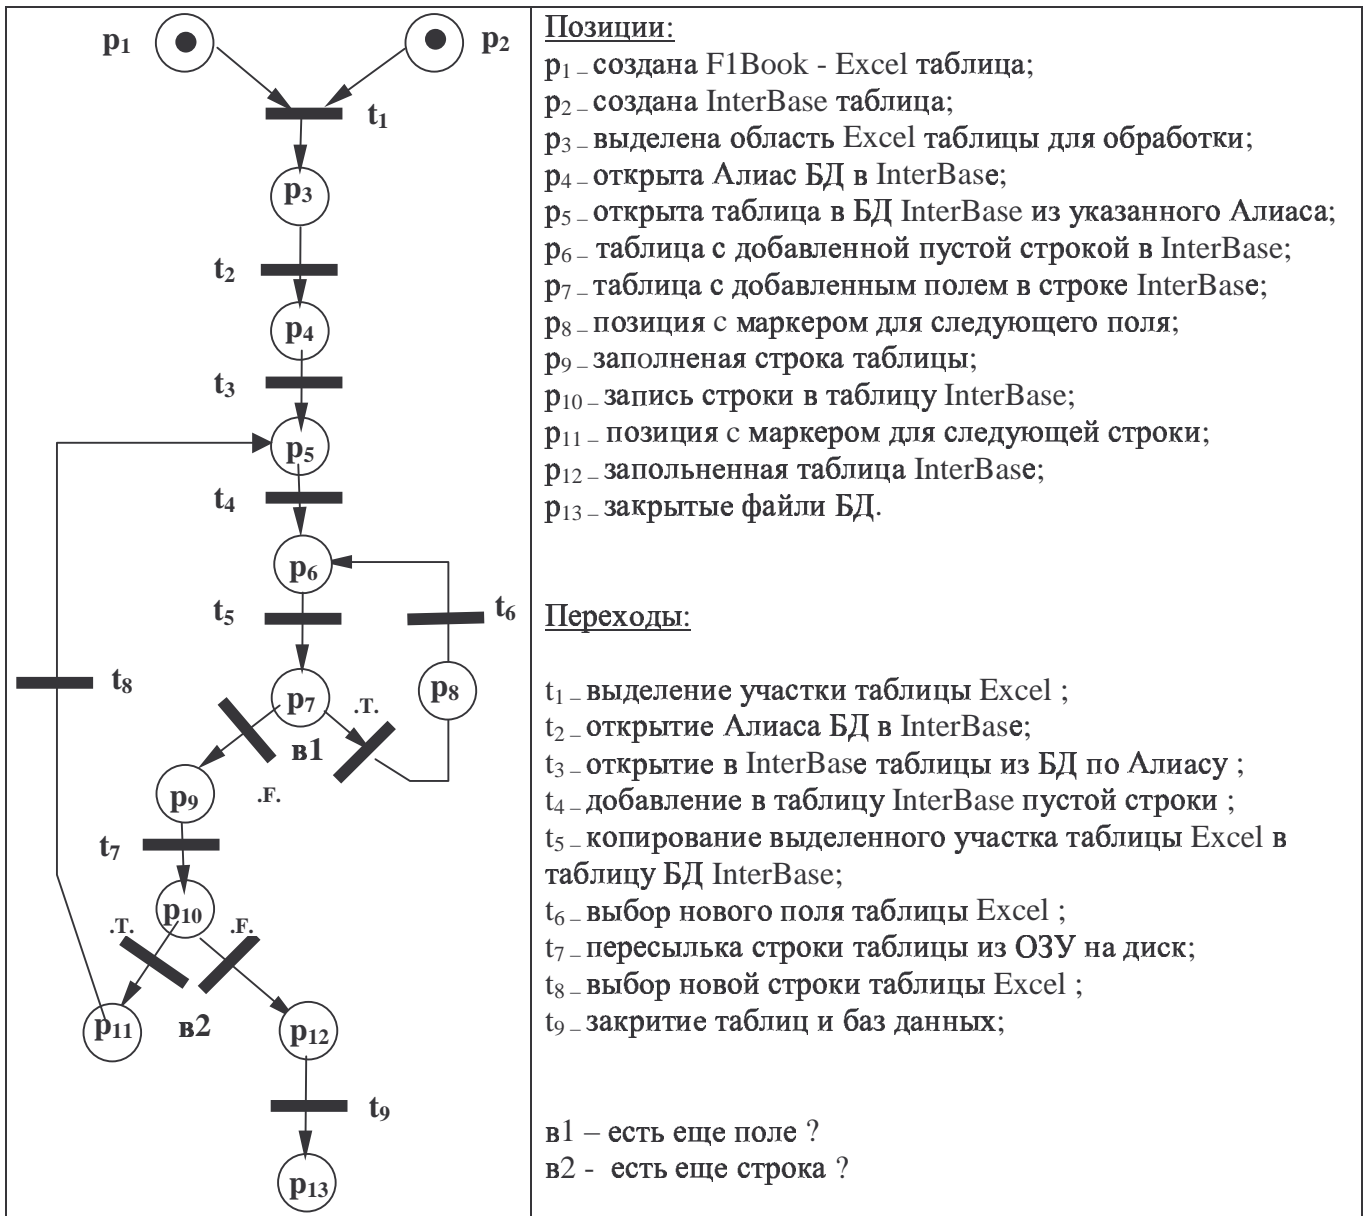 p₁
p₂
t₁
p₃
t₂
p₄
t₃
p₅
t₄
p₆
t₅
t₆
t₈
p₇
p₈
.T.
в1
.F.
p₉
t₇
p₁₀
.T.
.F.
p₁₁
в2
p₁₂
t₉
p₁₃
Позиции:
p₁ – создана F1Book - Excel таблица;
p₂ – создана InterBase таблица;
p₃ – выделена область Excel таблицы для обработки;
p₄ – открыта Алиас БД в InterBase;
p₅ – открыта таблица в БД InterBase из указанного Алиаса;
p₆ – таблица с добавленной пустой строкой в InterBase;
p₇ – таблица с добавленным полем в строке InterBase;
p₈ – позиция с маркером для следующего поля;
p₉ – заполненая строка таблицы;
p₁₀ – запись строки в таблицу InterBase;
p₁₁ – позиция с маркером для следующей строки;
p₁₂ – запольненная таблица InterBase;
p₁₃ – закрытые файли БД.
Переходы:
t₁ – выделение участки таблицы Excel ;
t₂ – открытие Алиаса БД в InterBase;
t₃ – открытие в InterBase таблицы из БД по Алиасу ;
t₄ – добавление в таблицу InterBase пустой строки ;
t₅ – копирование выделенного участка таблицы Excel в
таблицу БД InterBase;
t₆ – выбор нового поля таблицы Excel ;
t₇ – пересылька строки таблицы из ОЗУ на диск;
t₈ – выбор новой строки таблицы Excel ;
t₉ – закритие таблиц и баз данных;
в1 – есть еще поле ?
в2 - есть еще строка ?